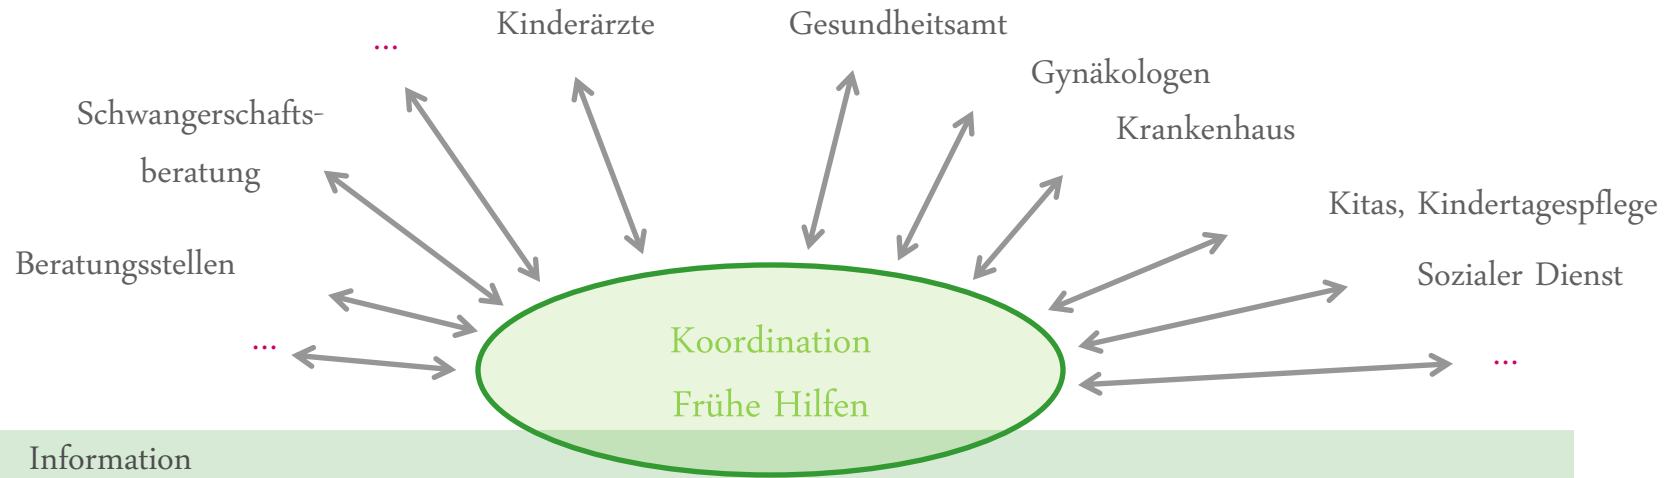 Kinderärzte
Gesundheitsamt
...
Gynäkologen
Schwangerschafts-
beratung
Krankenhaus
Kitas, Kindertagespflege
Beratungsstellen
Sozialer Dienst
...
...
Koordination
Frühe Hilfen
Information